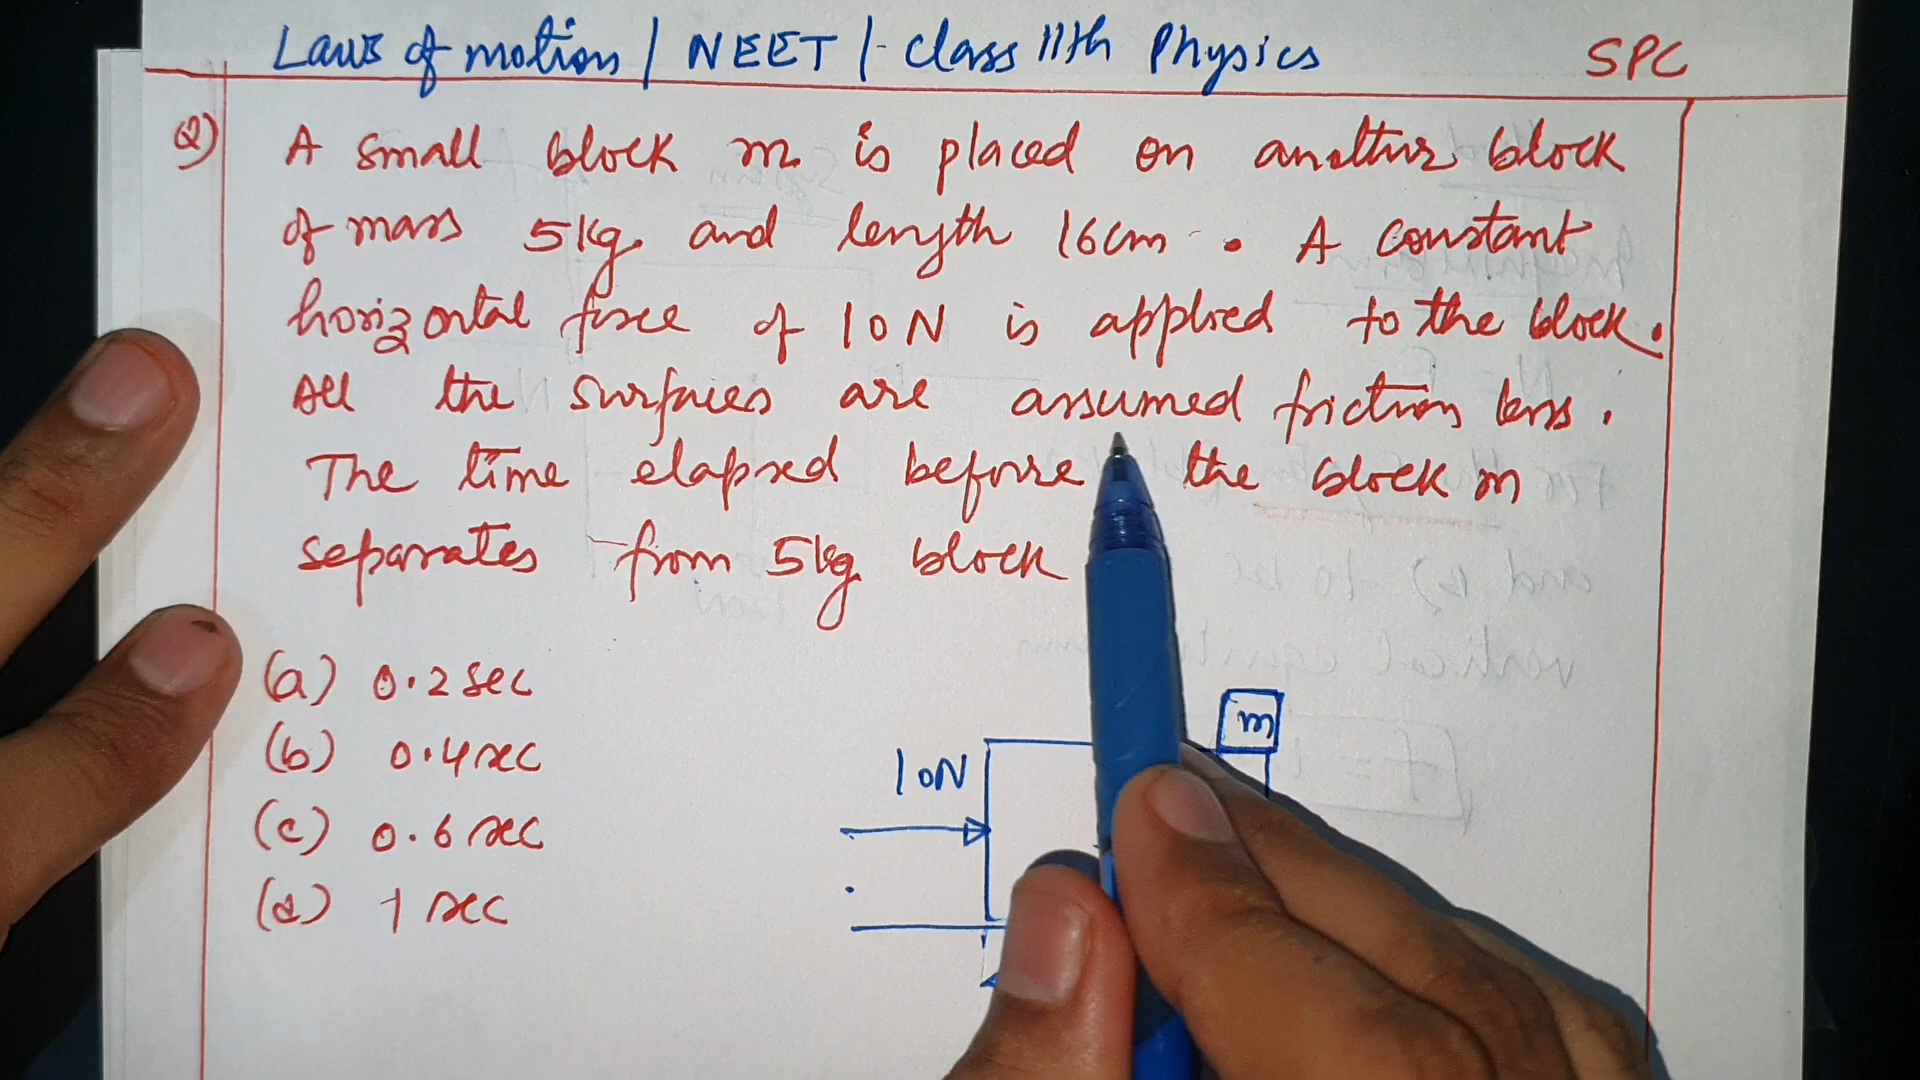 Laws of motion / NEET / Class 11th Physics
SPC
Q) A small block m is placed on another block
of mass 5kg and length 16cm. A constant
horizontal force of 10N is applied to the block.
All the surfaces are assumed friction less.
The time elapsed before the block m
separates from 5kg block
(a) 0.2 sec
(b) 0.4 sec
(c) 0.6 sec
(d) 1 sec
m
10N